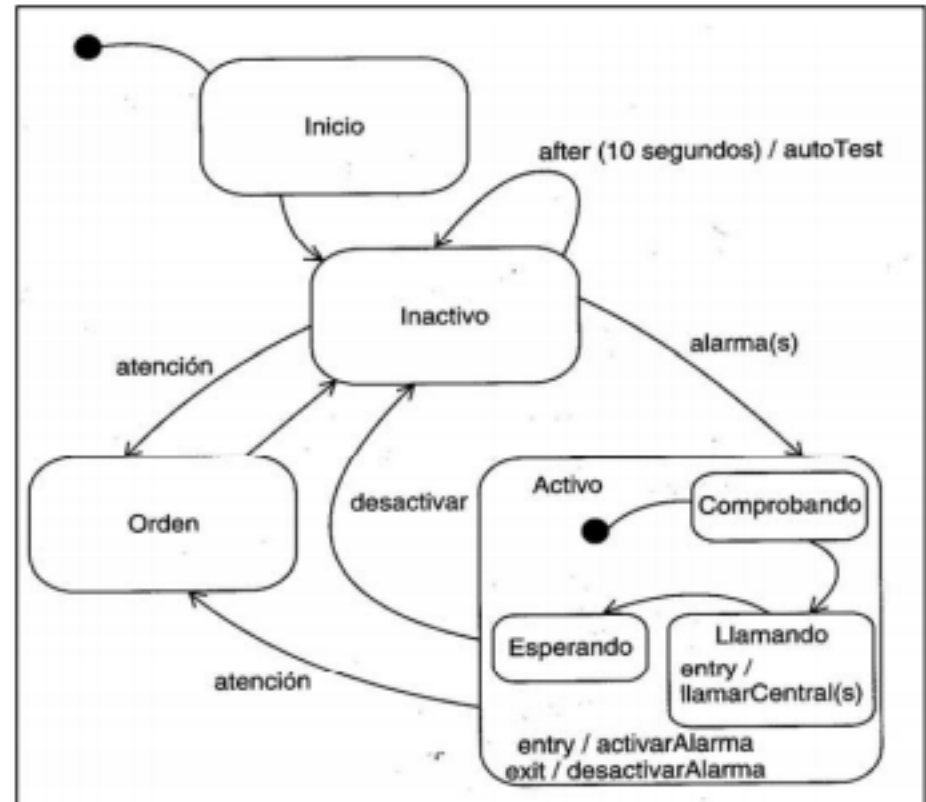 Inicio
after (10 segundos) / autoTest
Inactivo
atención
alarma(s)
Orden
desactivar
Activo
Comprobando
Esperando
Llamando
entry /
llamarCentral(s)
atención
entry / activarAlarma
exit / desactivarAlarma